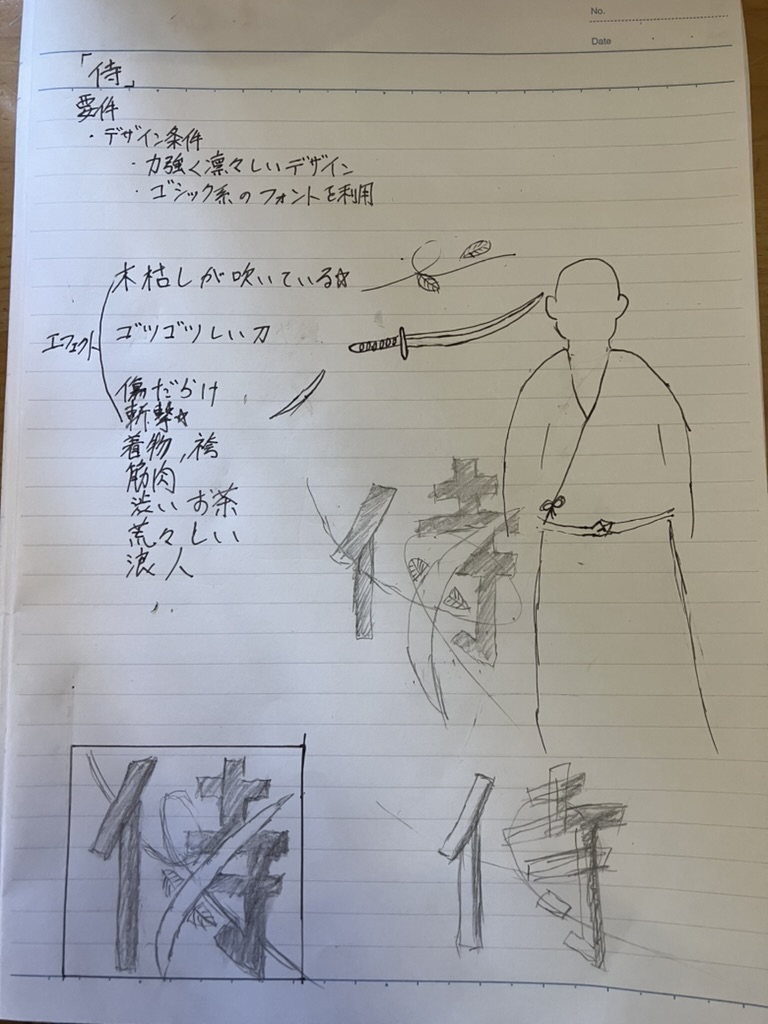 No.
Date
「侍」
要件
・デザイン条件
・力強く凛々しいデザイン
・ゴシック系のフォントを利用
エフェクト
木枯しが吹いている☆
ゴツゴツしい刀
傷だらけ
斬撃☆
着物、袴
筋肉
渋いお茶
荒々しい
浪人
侍
侍
侍